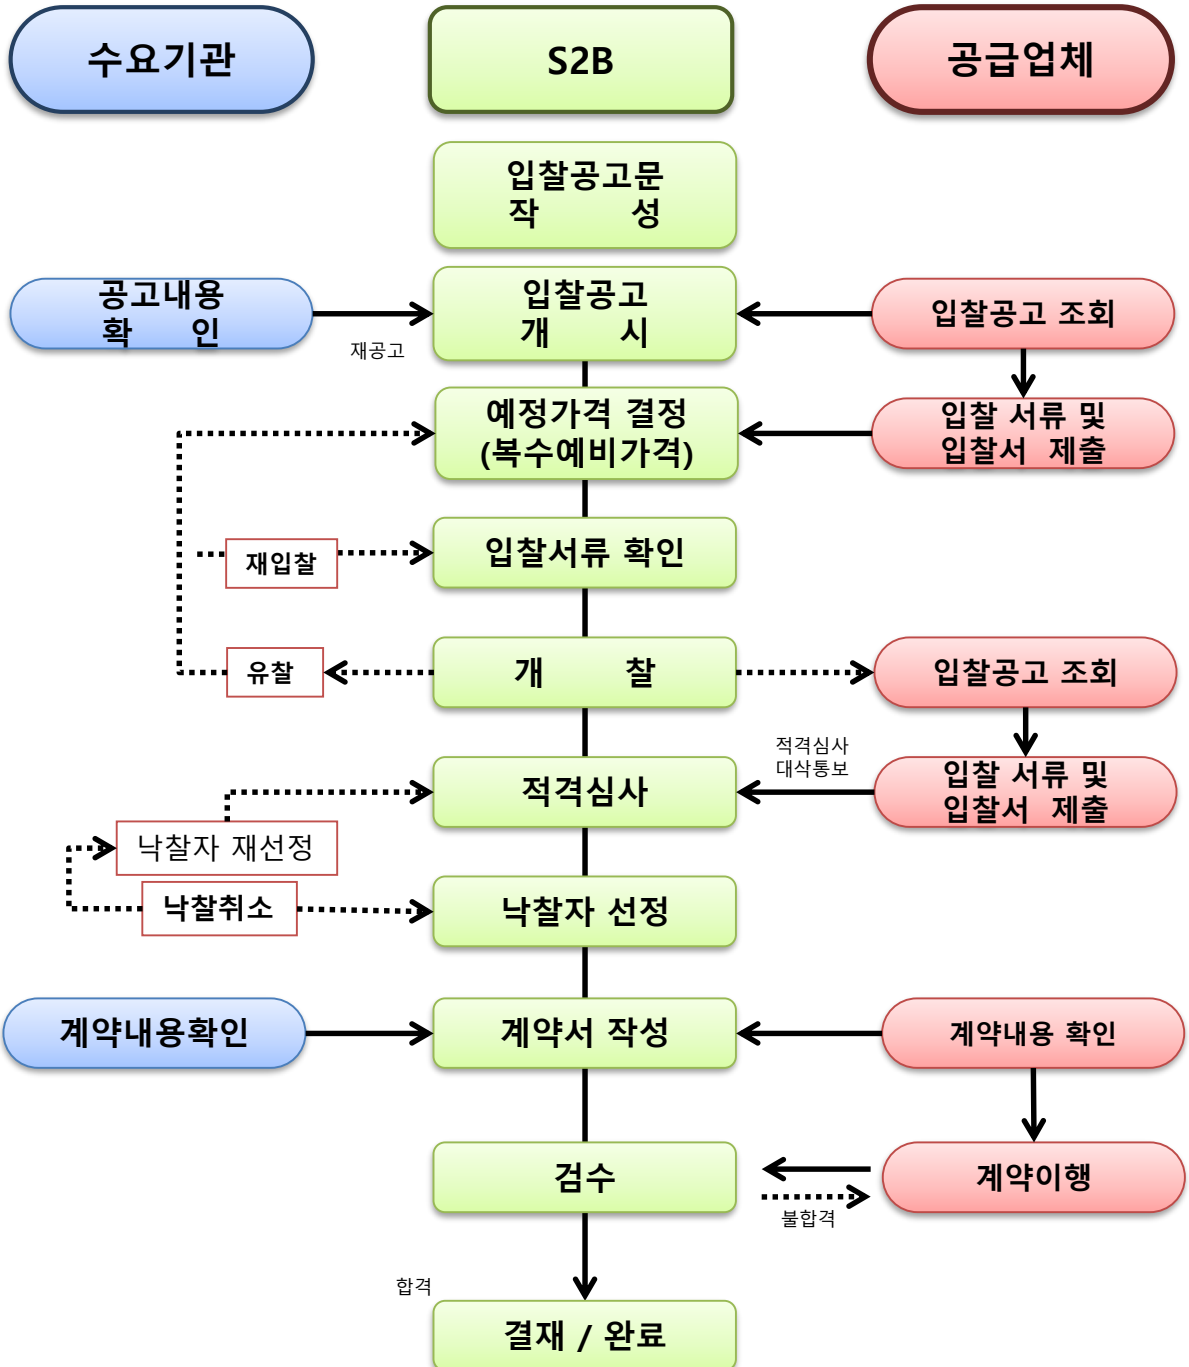 수요기관
S2B
공급업체
입찰공고문
작 성
공고내용
확 인
입찰공고
개 시
입찰공고 조회
재공고
예정가격 결정
(복수예비가격)
입찰 서류 및
입찰서 제출
재입찰
입찰서류 확인
유찰
개 찰
입찰공고 조회
적격심사
대삭통보
적격심사
입찰 서류 및
입찰서 제출
낙찰자 재선정
낙찰취소
낙찰자 선정
계약내용확인
계약서 작성
계약내용 확인
검수
계약이행
불합격
합격
결재 / 완료